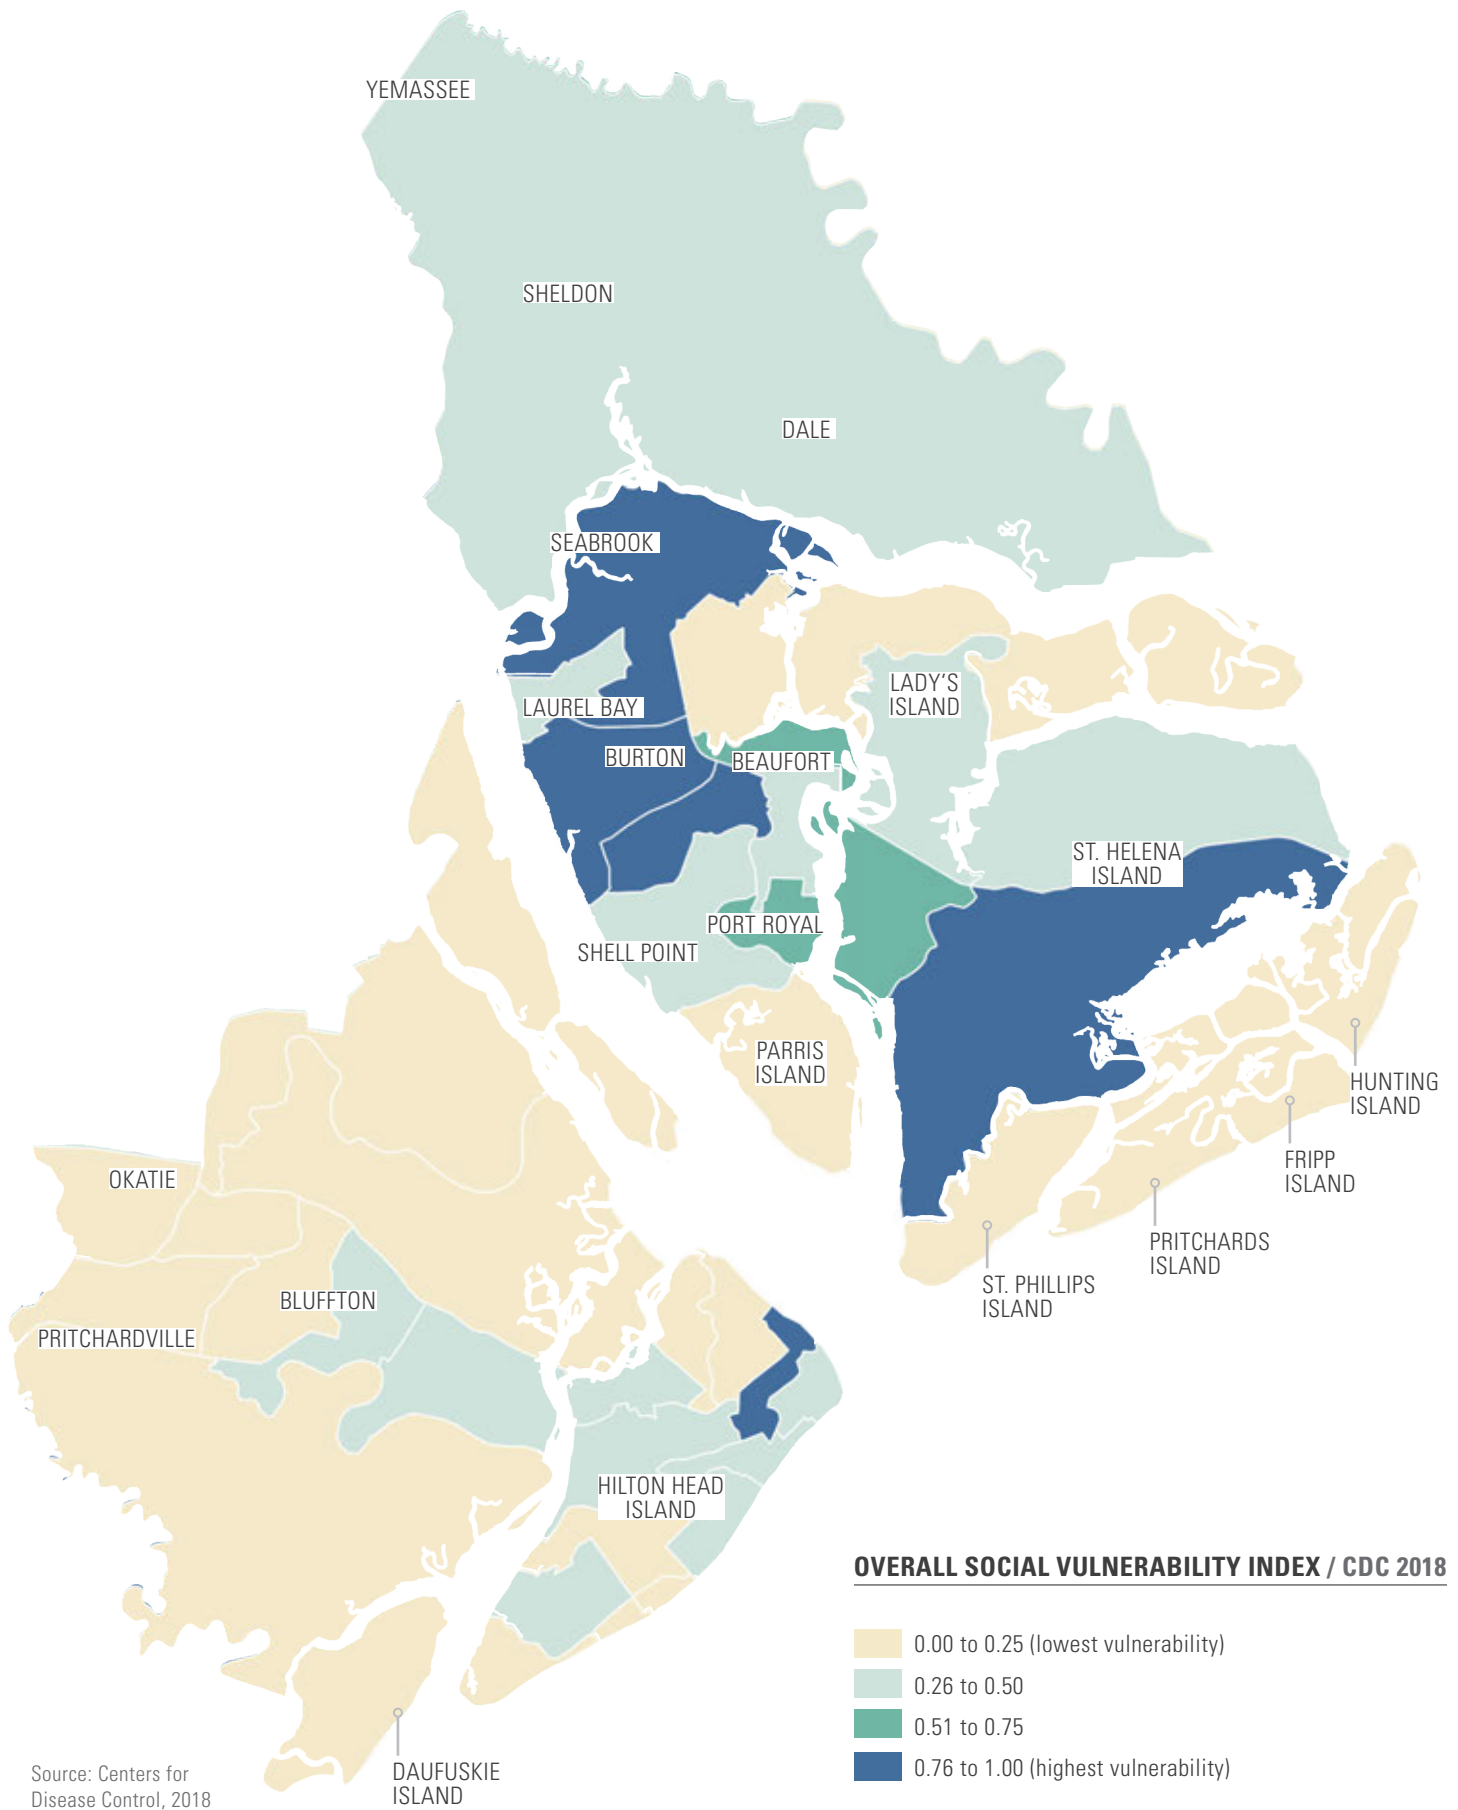 YEMASSEE
SHELDON
DALE
SEABROOK
LADY'S
ISLAND
LAUREL BAY
BURTON
BEAUFORT
ST. HELENA
ISLAND
PORT ROYAL
SHELL POINT
PARRIS
ISLAND
HUNTING
ISLAND
FRIPP
ISLAND
OKATIE
PRITCHARDS
ISLAND
ST. PHILLIPS
ISLAND
BLUFFTON
PRITCHARDVILLE
HILTON HEAD
ISLAND
DAUFUSKIE
ISLAND
OVERALL SOCIAL VULNERABILITY INDEX / CDC 2018
0.00 to 0.25 (lowest vulnerability)
0.26 to 0.50
0.51 to 0.75
0.76 to 1.00 (highest vulnerability)
Source: Centers for
Disease Control, 2018